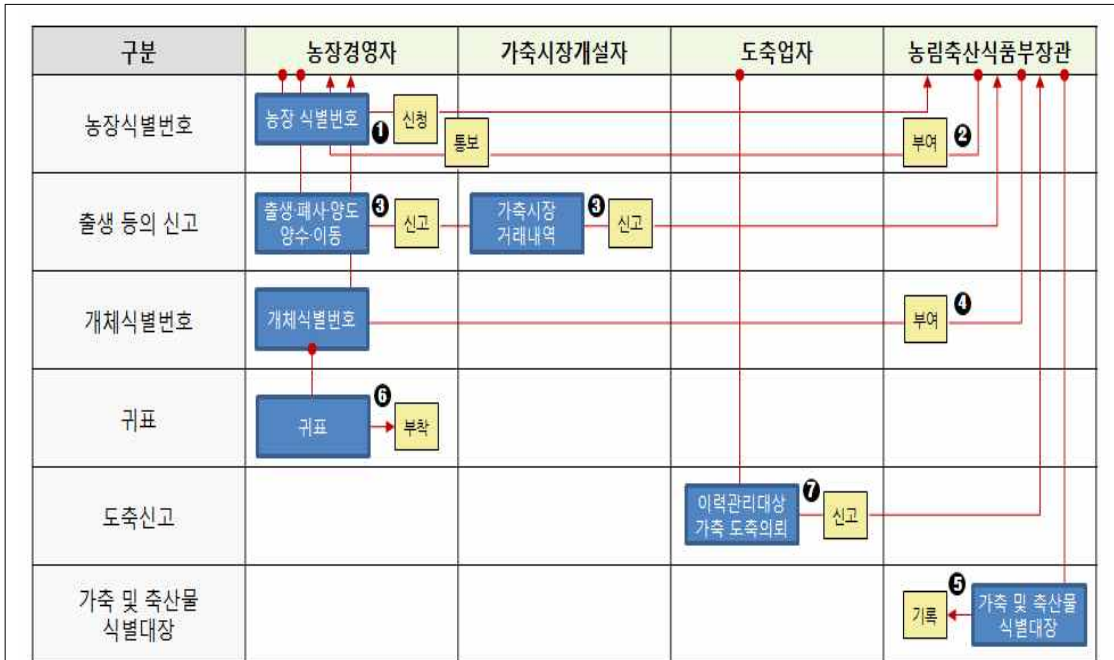 구분
농장경영자
가축시장개설자
도축업자
농림축산식품부장관
농장식별번호
농장 식별번호
❶
신청
통보
부여
❷
출생 등의 신고
출생·폐사·양도
양수·이동
❸
신고
가축시장
거래내역
❸
신고
개체식별번호
개체식별번호
부여
❹
귀표
귀표
❻
부착
도축신고
이력관리대상
가축 도축의뢰
❼
신고
가축 및 축산물
식별대장
기록
❺
가축 및 축산물
식별대장